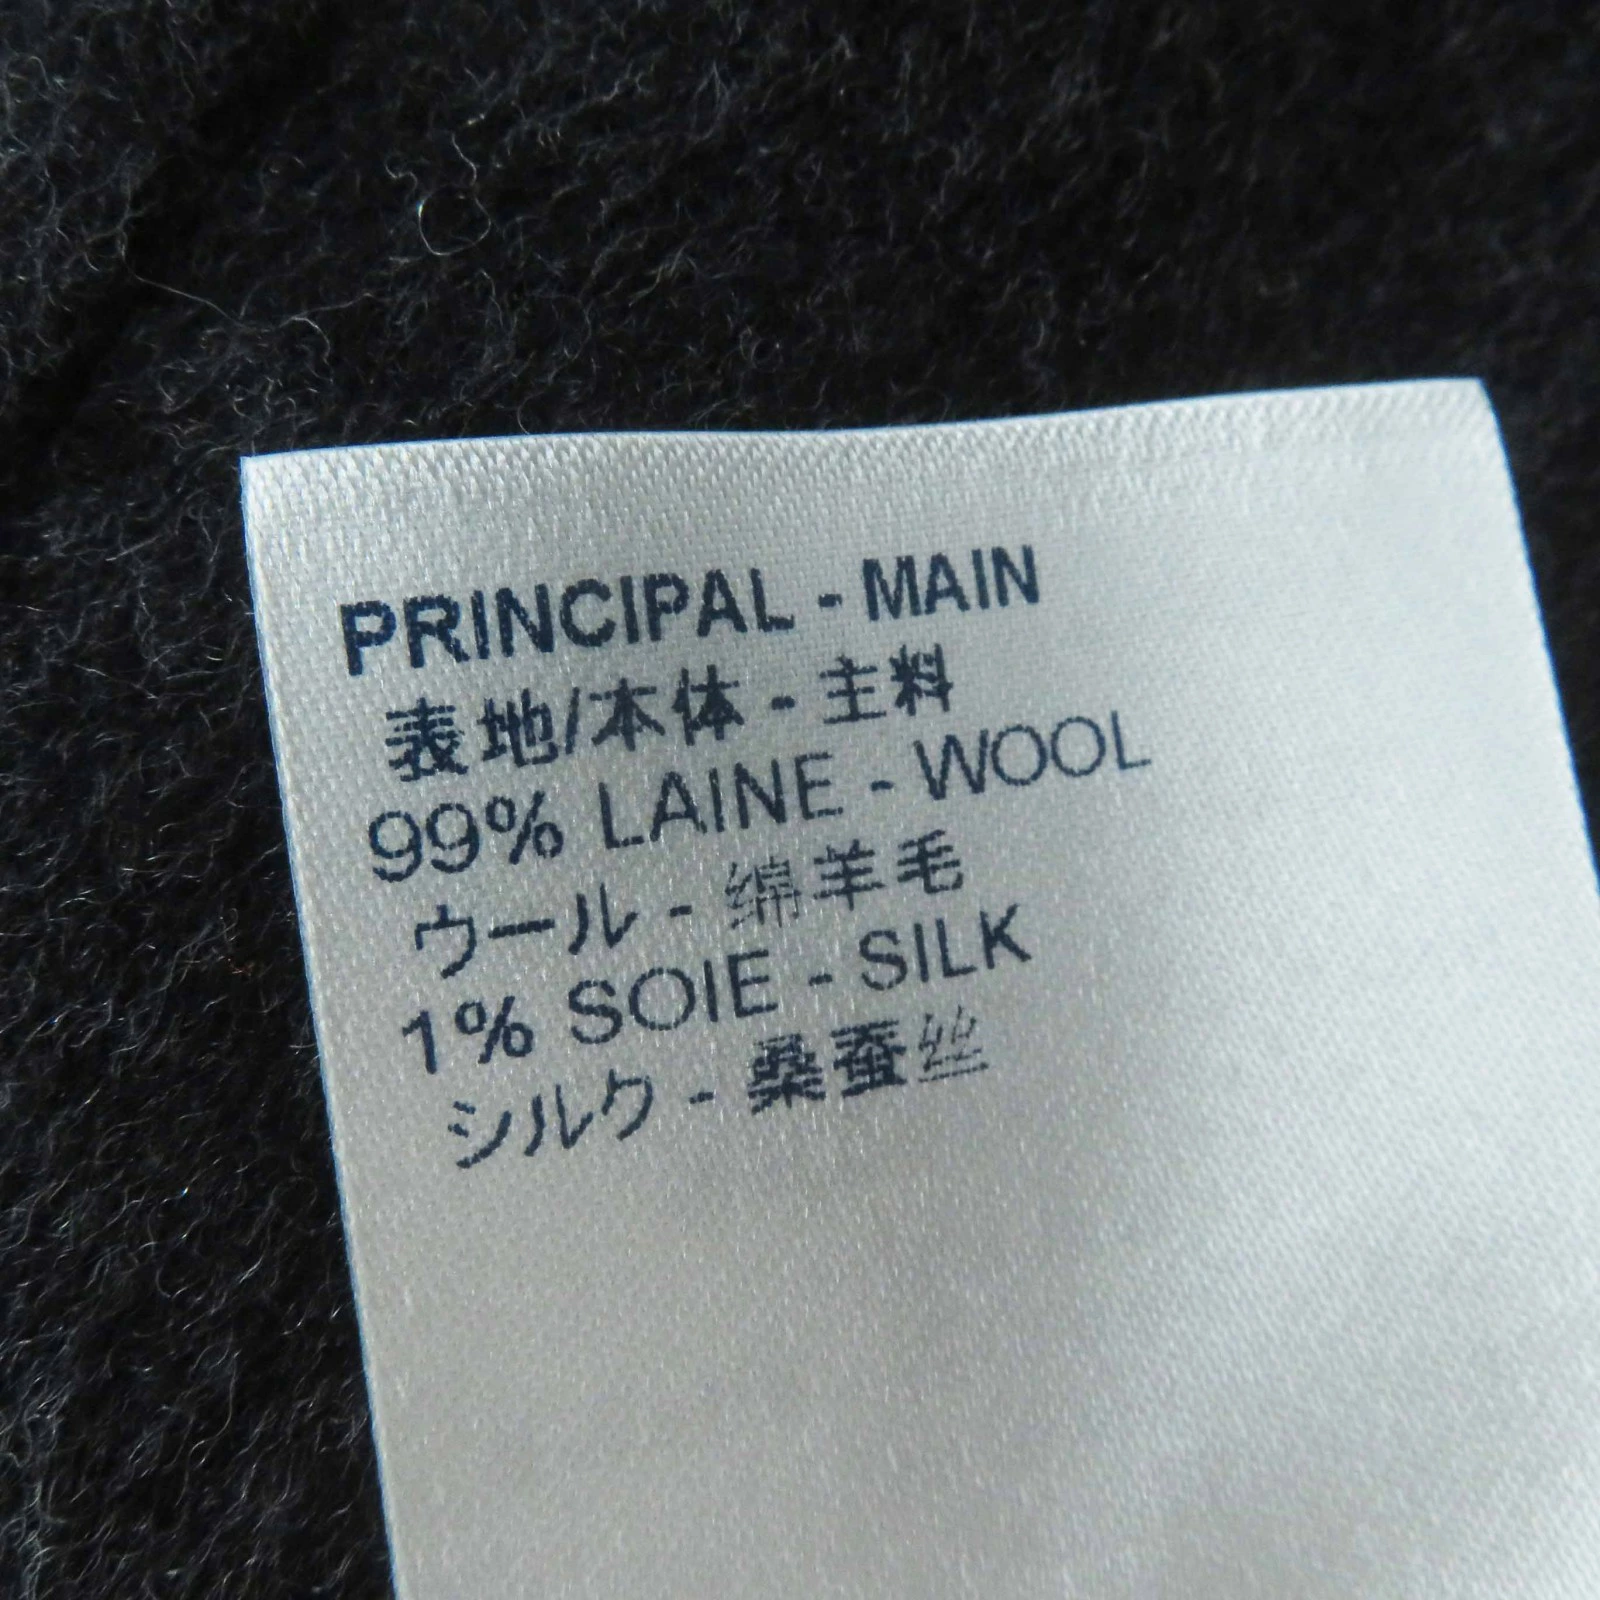 PRINCIPAL - MAIN
表地/本体 - 主料
99% LAINE - WOOL
ウール - 绵羊毛
1% SOIE - SILK
シルク - 桑蚕丝